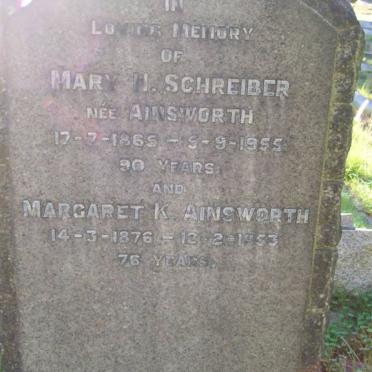 IN
LOVING MEMORY
OF
MARY H. SCHREIBER
NÉE AINSWORTH
17-7-1865 - 5-9-1955
90 YEARS.
AND
MARGARET K. AINSWORTH
14-3-1876 - 13-2-1953
76 YEARS.